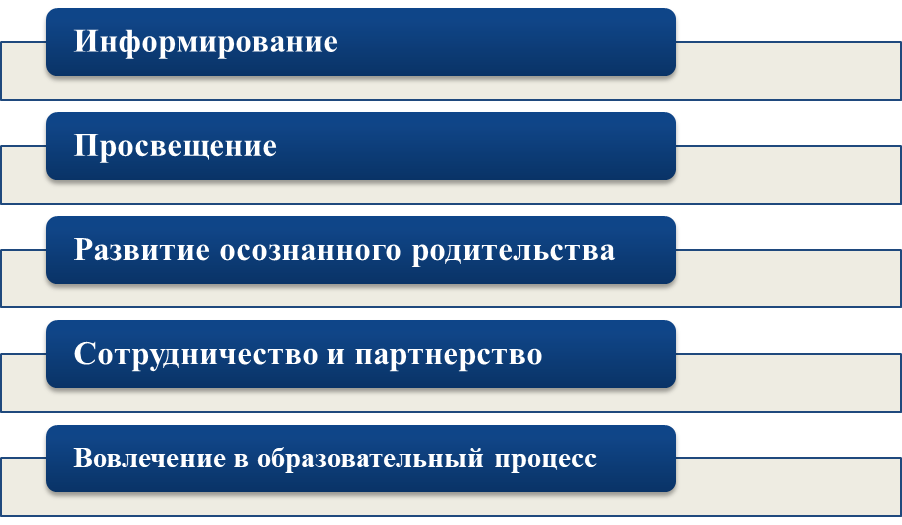 Информирование
Просвещение
Развитие осознанного родительства
Сотрудничество и партнерство
Вовлечение в образовательный процесс